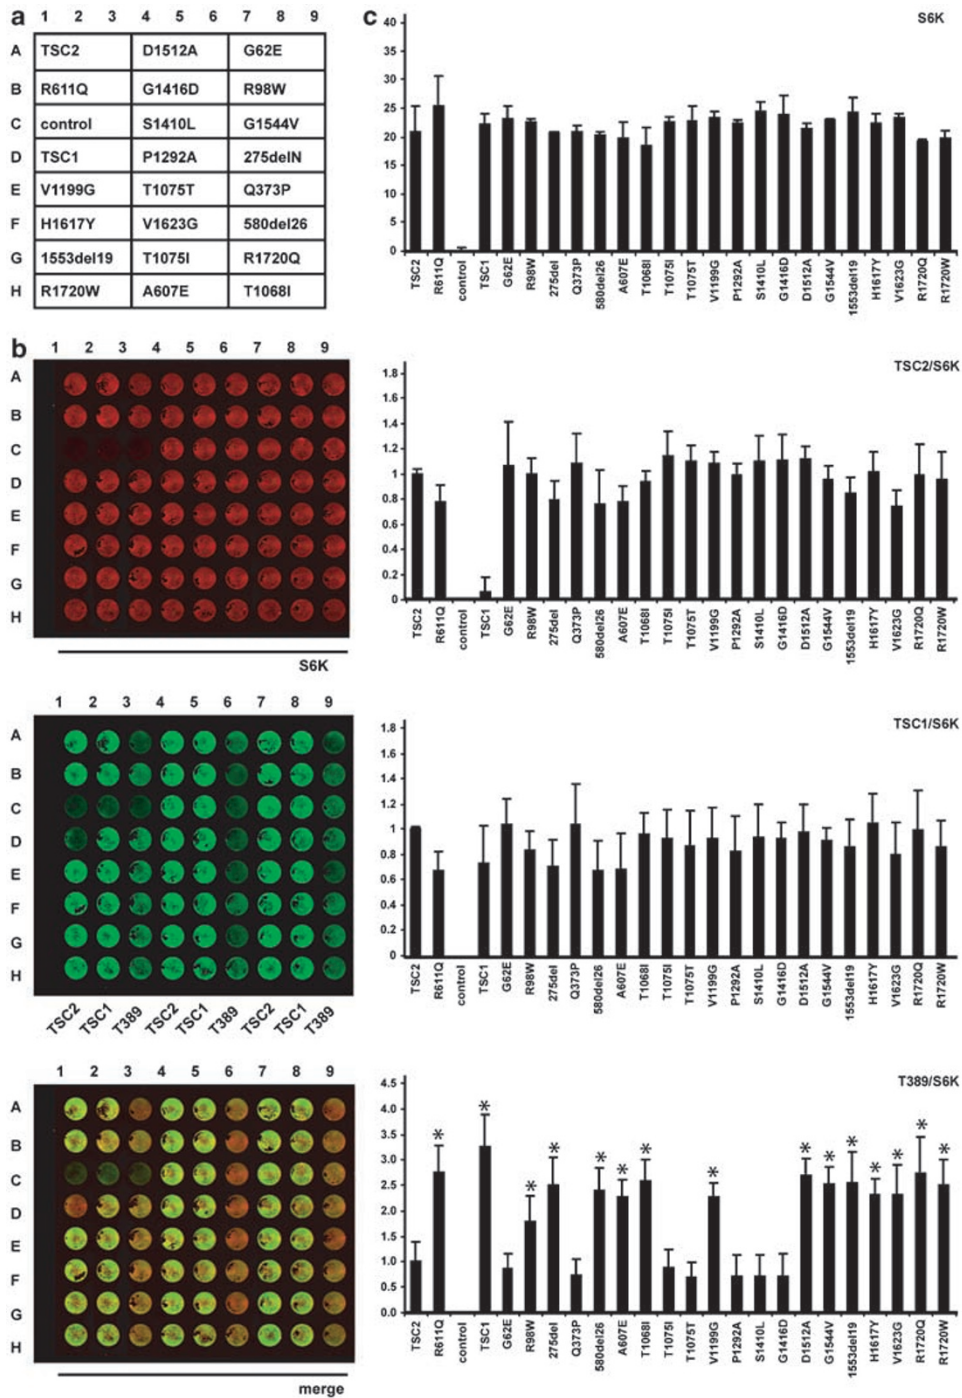 a 1 2 3 4 5 6 7 8 9
A TSC2 D1512A G62E
B R611Q G1416D R98W
C control S1410L G1544V
D TSC1 P1292A 275delN
E V1199G T1075T Q373P
F H1617Y V1623G 580del26
G 1553del19 T1075I R1720Q
H R1720W A607E T1068I
b 1 2 3 4 5 6 7 8 9
A
B
C
D
E
F
G
H
S6K
1 2 3 4 5 6 7 8 9
A
B
C
D
E
F
G
H
TSC2 TSC1 T389 TSC2 TSC1 T389 TSC2 TSC1 T389
1 2 3 4 5 6 7 8 9
A
B
C
D
E
F
G
H
merge
c
S6K
40
35
30
25
20
15
10
5
0
TSC2 R611Q control TSC1 G62E R98W 275del Q373P 580del26 A607E T1068I T1075I T1075T V1199G P1292A S1410L G1416D D1512A G1544V 1553del19 H1617Y V1623G R1720Q R1720W
TSC2/S6K
1.8
1.6
1.4
1.2
1
0.8
0.6
0.4
0.2
0
TSC2 R611Q control TSC1 G62E R98W 275del Q373P 580del26 A607E T1068I T1075I T1075T V1199G P1292A S1410L G1416D D1512A G1544V 1553del19 H1617Y V1623G R1720Q R1720W
TSC1/S6K
1.8
1.6
1.4
1.2
1
0.8
0.6
0.4
0.2
0
TSC2 R611Q control TSC1 G62E R98W 275del Q373P 580del26 A607E T1068I T1075I T1075T V1199G P1292A S1410L G1416D D1512A G1544V 1553del19 H1617Y V1623G R1720Q R1720W
T389/S6K
4.5
4.0
3.5
3.0
2.5
2.0
1.5
1.0
0.5
0.0
* * * * * * * * * * * * * * *
TSC2 R611Q control TSC1 G62E R98W 275del Q373P 580del26 A607E T1068I T1075I T1075T V1199G P1292A S1410L G1416D D1512A G1544V 1553del19 H1617Y V1623G R1720Q R1720W